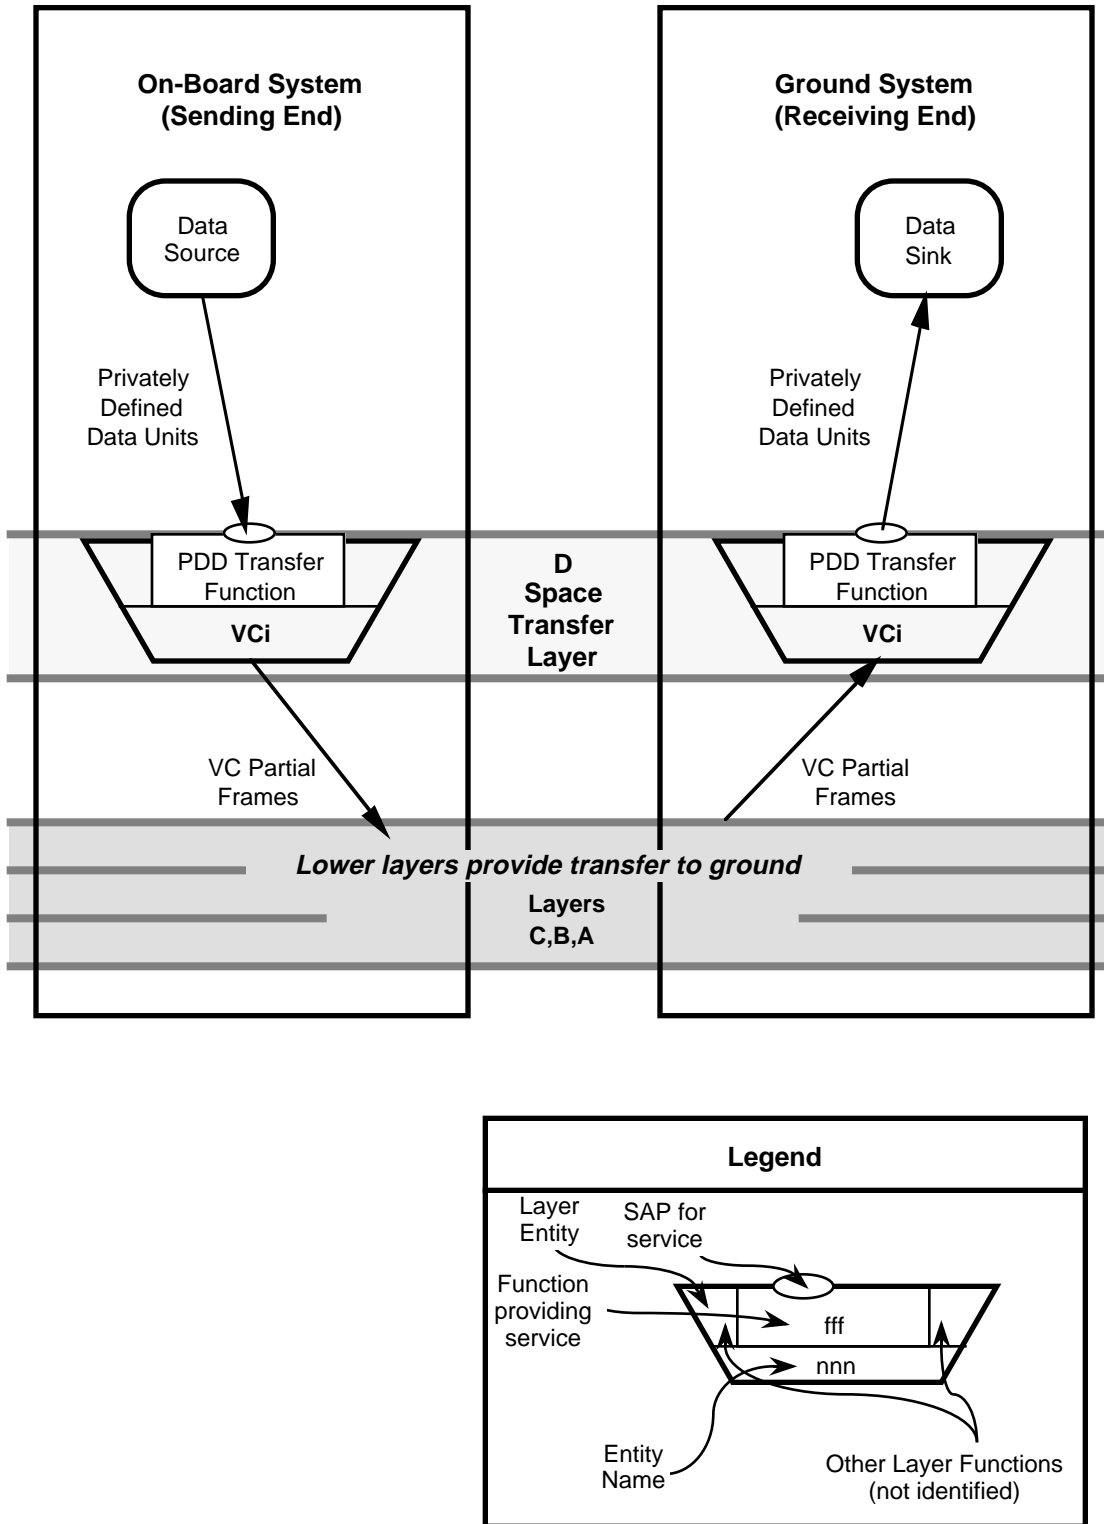 On-Board System
(Sending End)
Ground System
(Receiving End)
Data
Source
Data
Sink
Privately
Defined
Data Units
Privately
Defined
Data Units
PDD Transfer
Function
VCi
D
Space
Transfer
Layer
PDD Transfer
Function
VCi
VC Partial
Frames
VC Partial
Frames
Lower layers provide transfer to ground
Layers
C,B,A
Legend
Layer
Entity
SAP for
service
Function
providing
service
fff
nnn
Entity
Name
Other Layer Functions
(not identified)